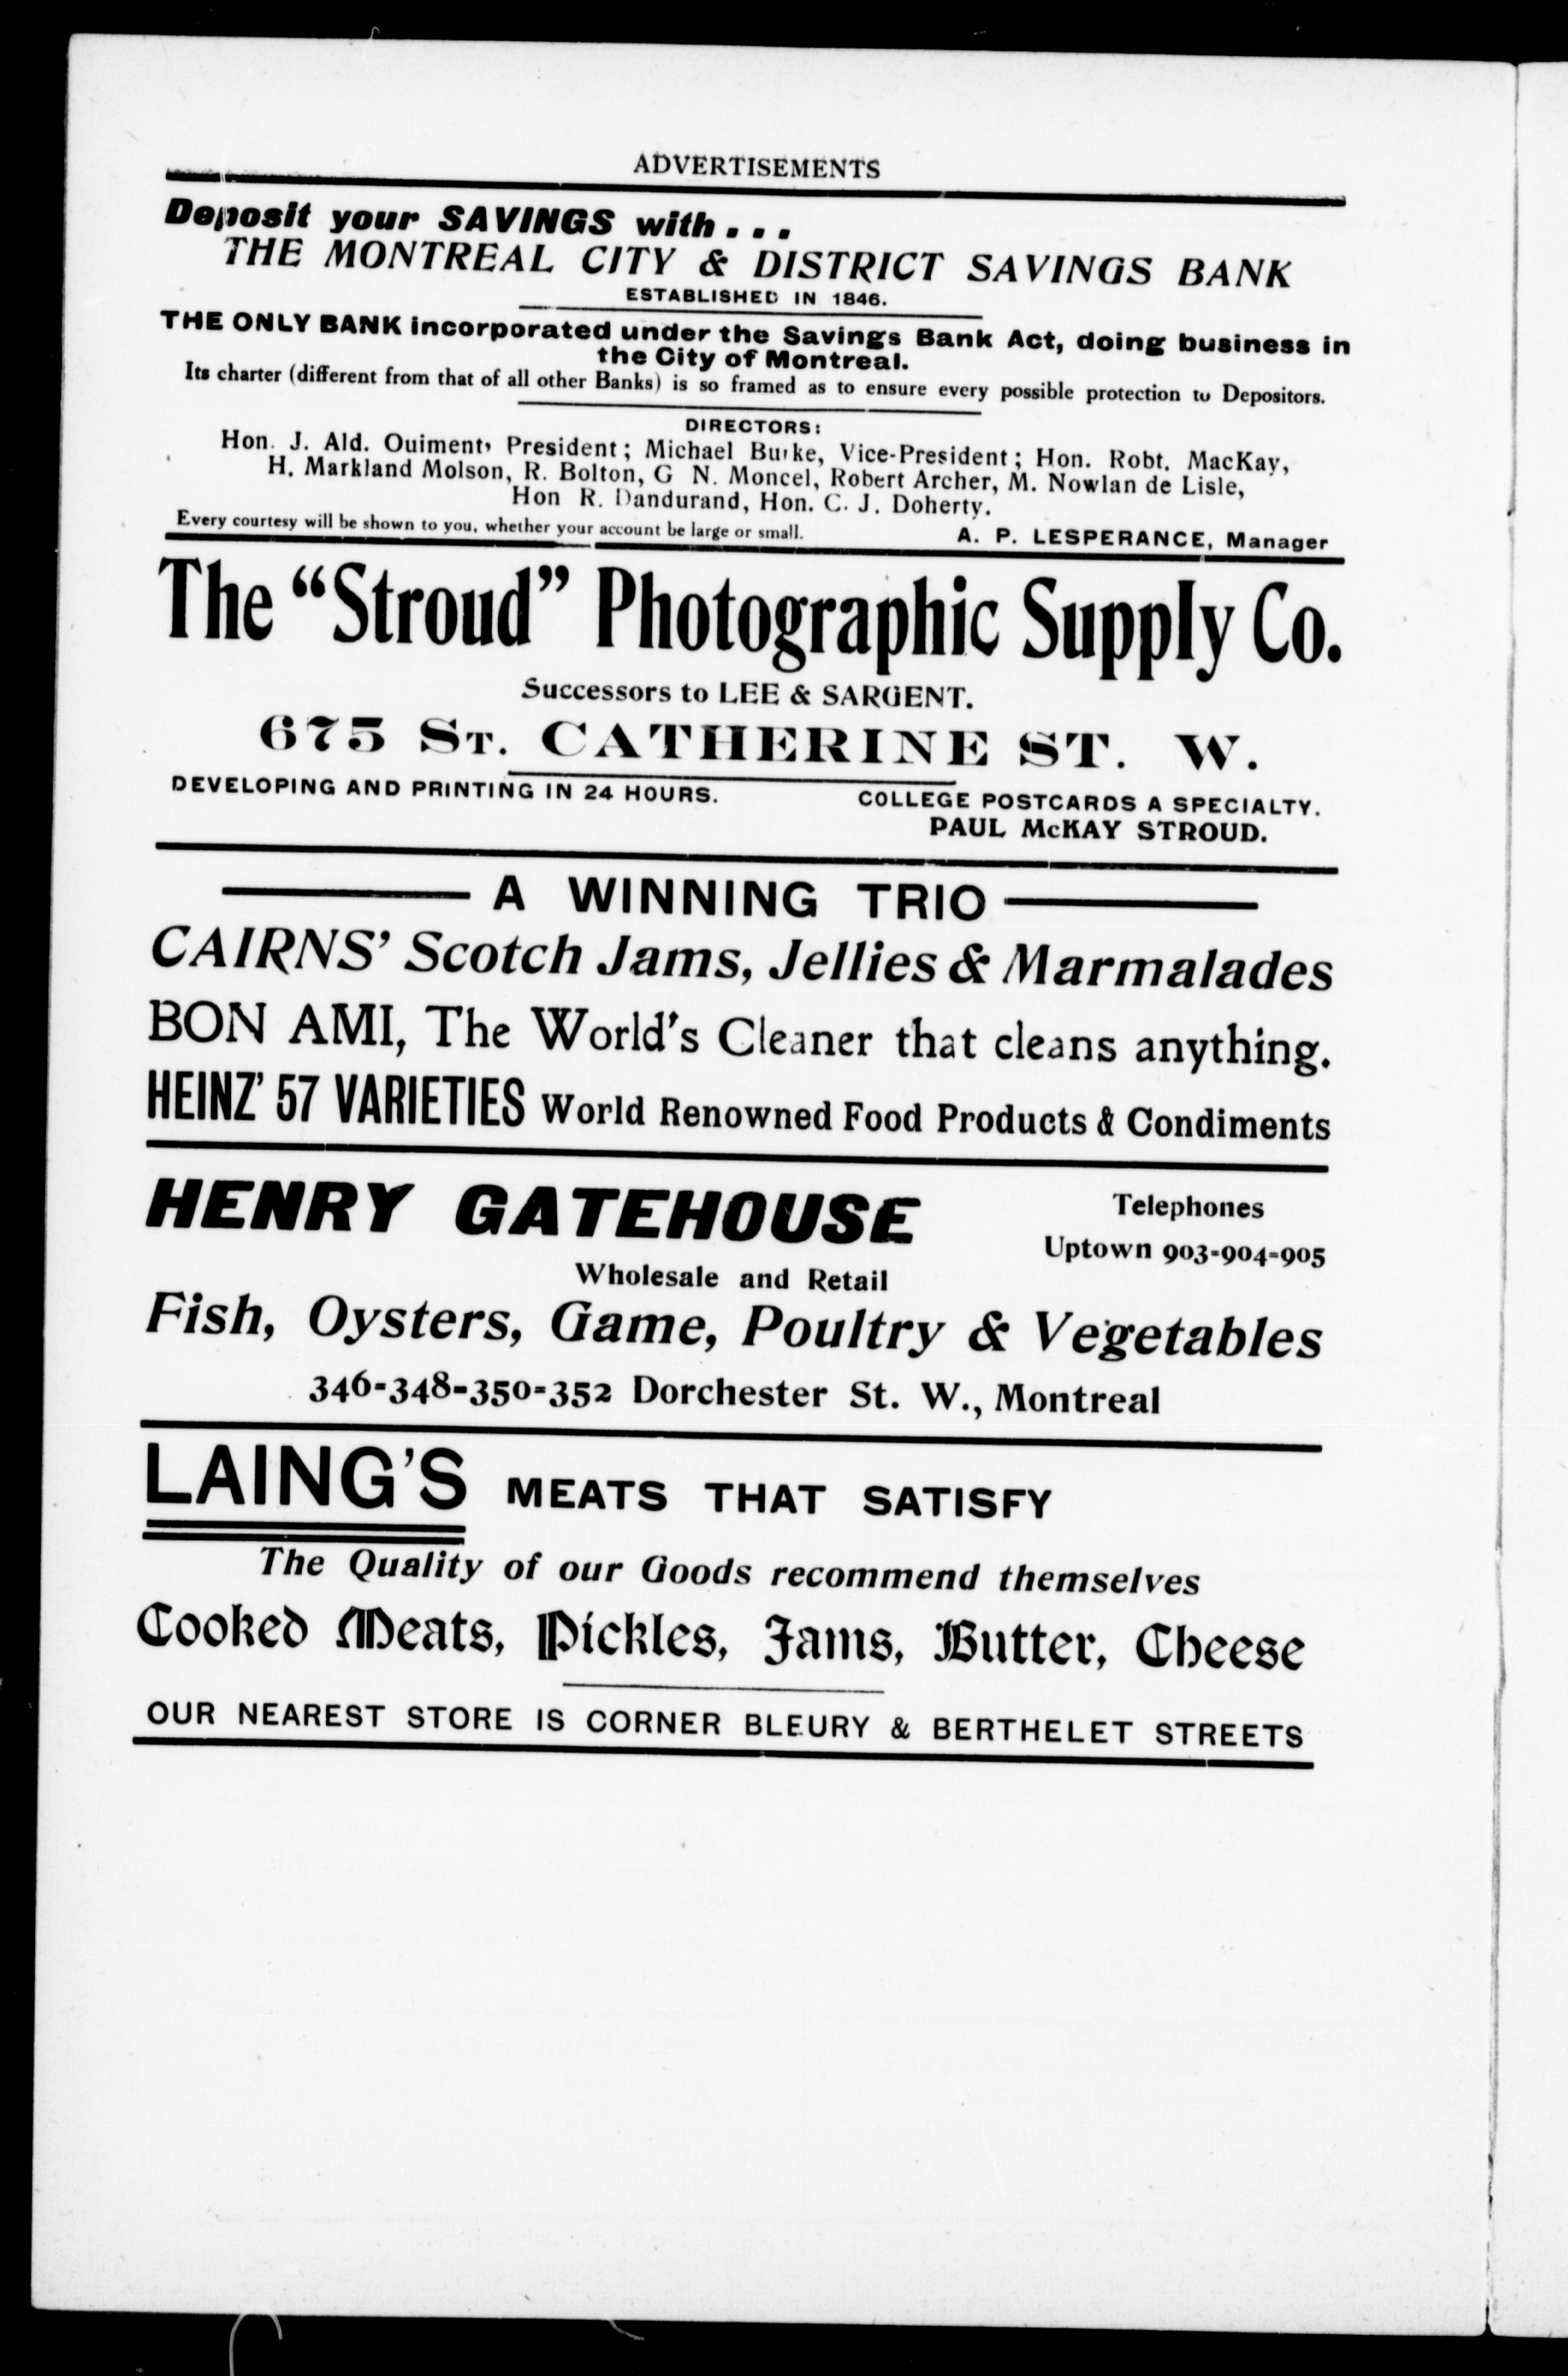 ADVERTISEMENTS
Deposit your SAVINGS with...
THE MONTREAL CITY & DISTRICT SAVINGS BANK
ESTABLISHED IN 1846.
THE ONLY BANK incorporated under the Savings Bank Act, doing business in
the City of Montreal.
Its charter (different from that of all other Banks) is so framed as to ensure every possible protection to Depositors.
DIRECTORS:
Hon. J. Ald. Ouiment, President; Michael Burke, Vice-President; Hon. Robt. MacKay,
H. Markland Molson, R. Bolton, G N. Moncel, Robert Archer, M. Nowlan de Lisle,
Hon R. Dandurand, Hon. C. J. Doherty.
Every courtesy will be shown to you, whether your account be large or small.
A. P. LESPERANCE, Manager
The "Stroud" Photographic Supply Co.
Successors to LEE & SARGENT.
675 St. CATHERINE ST. W.
DEVELOPING AND PRINTING IN 24 HOURS.
COLLEGE POSTCARDS A SPECIALTY.
PAUL McKAY STROUD.
A WINNING TRIO
CAIRNS' Scotch Jams, Jellies & Marmalades
BON AMI, The World's Cleaner that cleans anything.
HEINZ' 57 VARIETIES World Renowned Food Products & Condiments
HENRY GATEHOUSE
Telephones
Uptown 903-904-905
Wholesale and Retail
Fish, Oysters, Game, Poultry & Vegetables
346-348-350-352 Dorchester St. W., Montreal
LAING'S MEATS THAT SATISFY
The Quality of our Goods recommend themselves
Cooked Meats, Pickles, Jams, Butter, Cheese
OUR NEAREST STORE IS CORNER BLEURY & BERTHELET STREETS